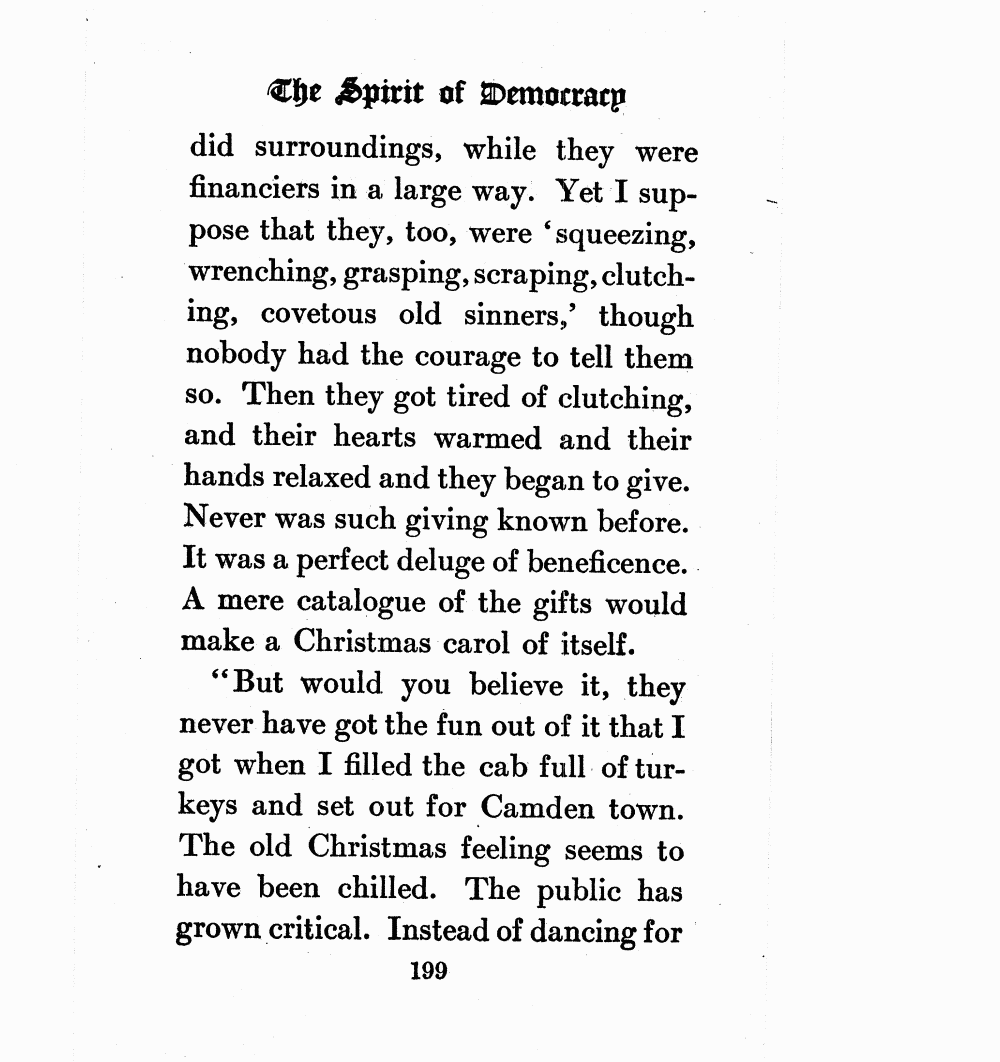 The Spirit of Democracy
did surroundings, while they were
financiers in a large way. Yet I sup-
pose that they, too, were ‘squeezing,
wrenching, grasping, scraping, clutch-
ing, covetous old sinners,’ though
nobody had the courage to tell them
so. Then they got tired of clutching,
and their hearts warmed and their
hands relaxed and they began to give.
Never was such giving known before.
It was a perfect deluge of beneficence.
A mere catalogue of the gifts would
make a Christmas carol of itself.
“But would you believe it, they
never have got the fun out of it that I
got when I filled the cab full of tur-
keys and set out for Camden town.
The old Christmas feeling seems to
have been chilled. The public has
grown critical. Instead of dancing for
199